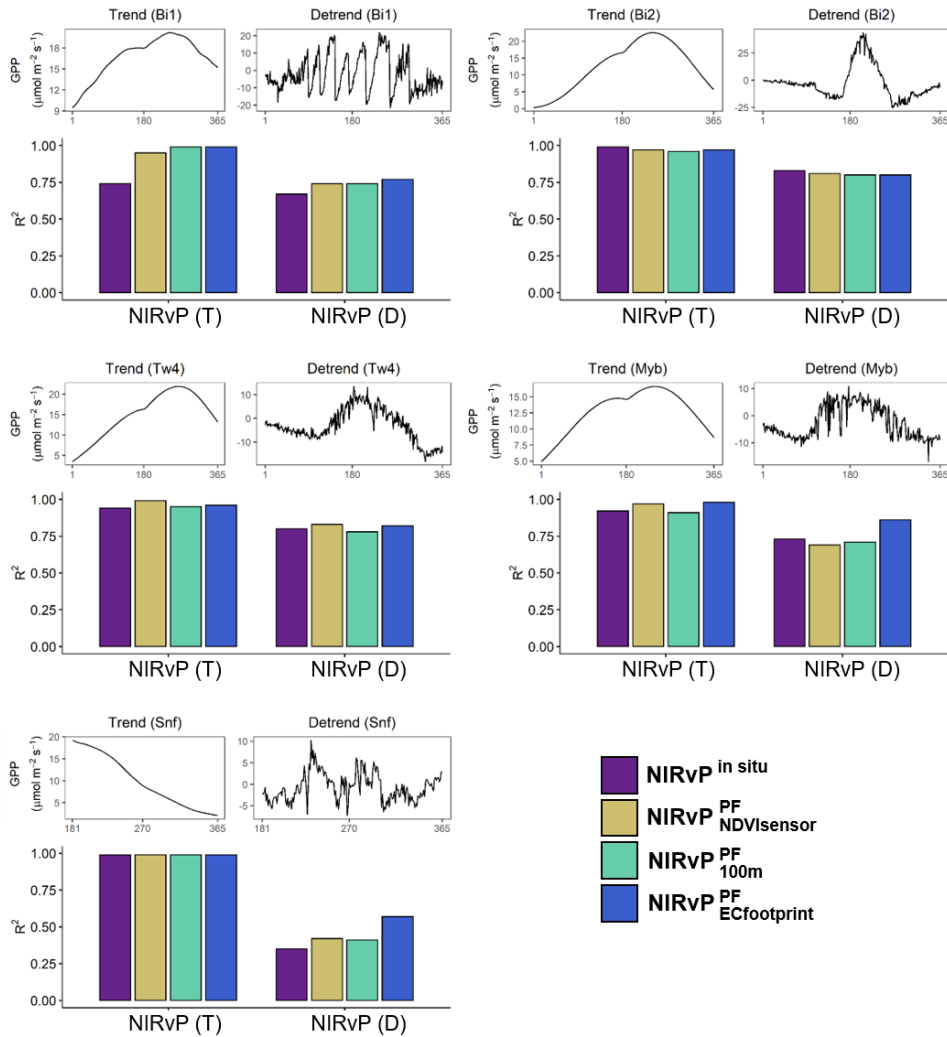 Trend (Bi1)
Detrend (Bi1)
GPP
(μmol m⁻² s⁻¹)
18
15
12
9
1
180
365
20
10
0
-10
-20
1
180
365
R²
1.00
0.75
0.50
0.25
0.00
NIRvP (T)
NIRvP (D)
Trend (Bi2)
Detrend (Bi2)
GPP
(μmol m⁻² s⁻¹)
20
15
10
5
0
1
180
365
25
0
-25
1
180
365
R²
1.00
0.75
0.50
0.25
0.00
NIRvP (T)
NIRvP (D)
Trend (Tw4)
Detrend (Tw4)
GPP
(μmol m⁻² s⁻¹)
20
15
10
5
1
180
365
10
0
-10
1
180
365
R²
1.00
0.75
0.50
0.25
0.00
NIRvP (T)
NIRvP (D)
Trend (Myb)
Detrend (Myb)
GPP
(μmol m⁻² s⁻¹)
15.0
12.5
10.0
7.5
5.0
1
180
365
10
0
-10
1
180
365
R²
1.00
0.75
0.50
0.25
0.00
NIRvP (T)
NIRvP (D)
Trend (Snf)
Detrend (Snf)
GPP
(μmol m⁻² s⁻¹)
20
15
10
5
181
270
365
10
5
0
-5
181
270
365
R²
1.00
0.75
0.50
0.25
0.00
NIRvP (T)
NIRvP (D)
NIRvP in situ
NIRvP PF NDVIsensor
NIRvP PF 100m
NIRvP PF ECfootprint